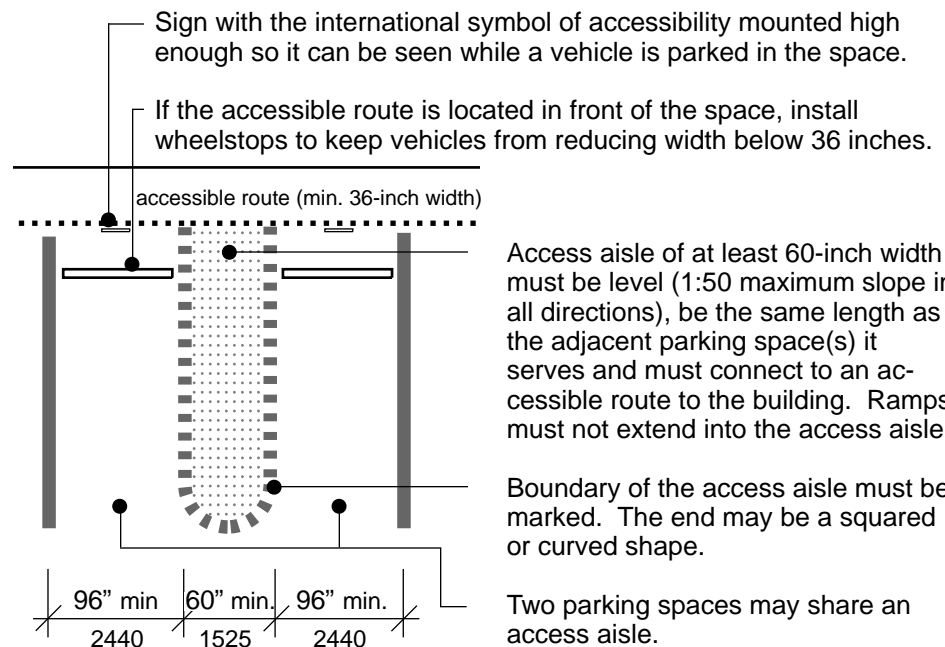 Sign with the international symbol of accessibility mounted high
enough so it can be seen while a vehicle is parked in the space.
If the accessible route is located in front of the space, install
wheelstops to keep vehicles from reducing width below 36 inches.
accessible route (min. 36-inch width)
Access aisle of at least 60-inch width
must be level (1:50 maximum slope in
all directions), be the same length as
the adjacent parking space(s) it
serves and must connect to an ac-
cessible route to the building. Ramps
must not extend into the access aisle
Boundary of the access aisle must be
marked. The end may be a squared
or curved shape.
Two parking spaces may share an
access aisle.
96” min 60” min. 96” min.
2440 1525 2440